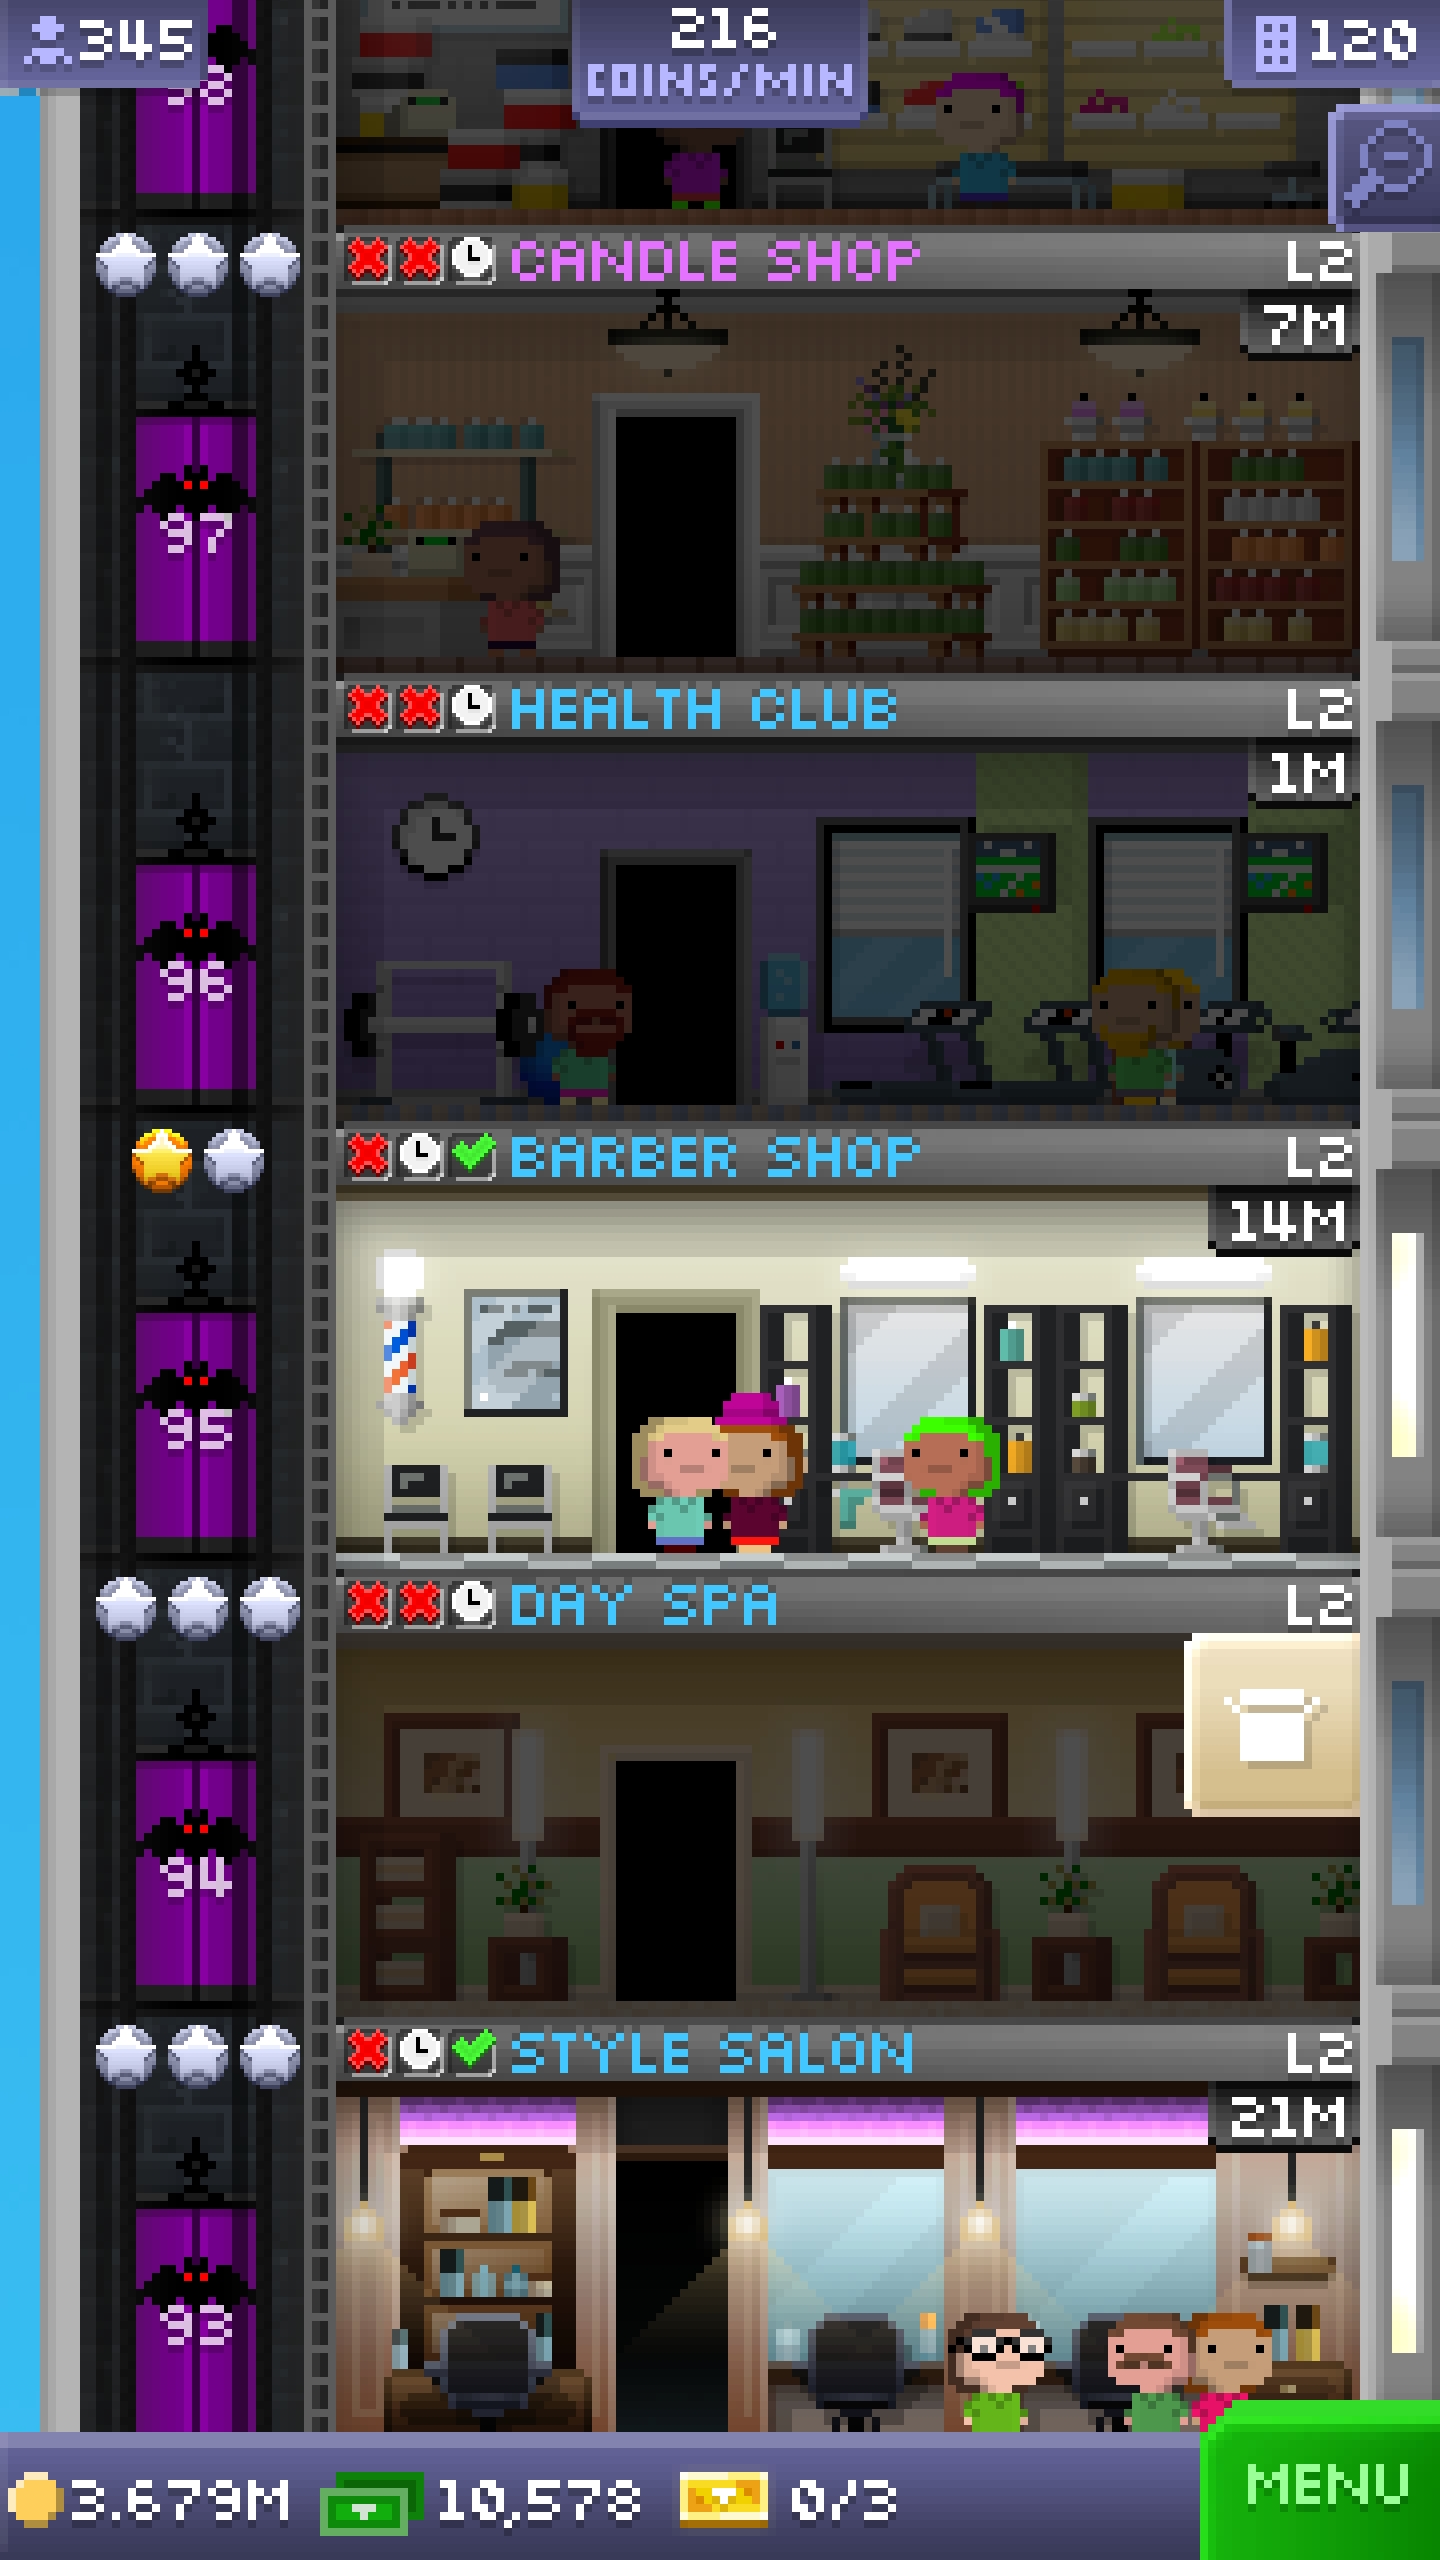 345
216
COINS/MIN
120
98
CANDLE SHOP L2
7M
97
HEALTH CLUB L2
1M
96
BARBER SHOP L2
14M
95
DAY SPA L2
94
STYLE SALON L2
21M
93
3.679M 10,578 0/3
MENU